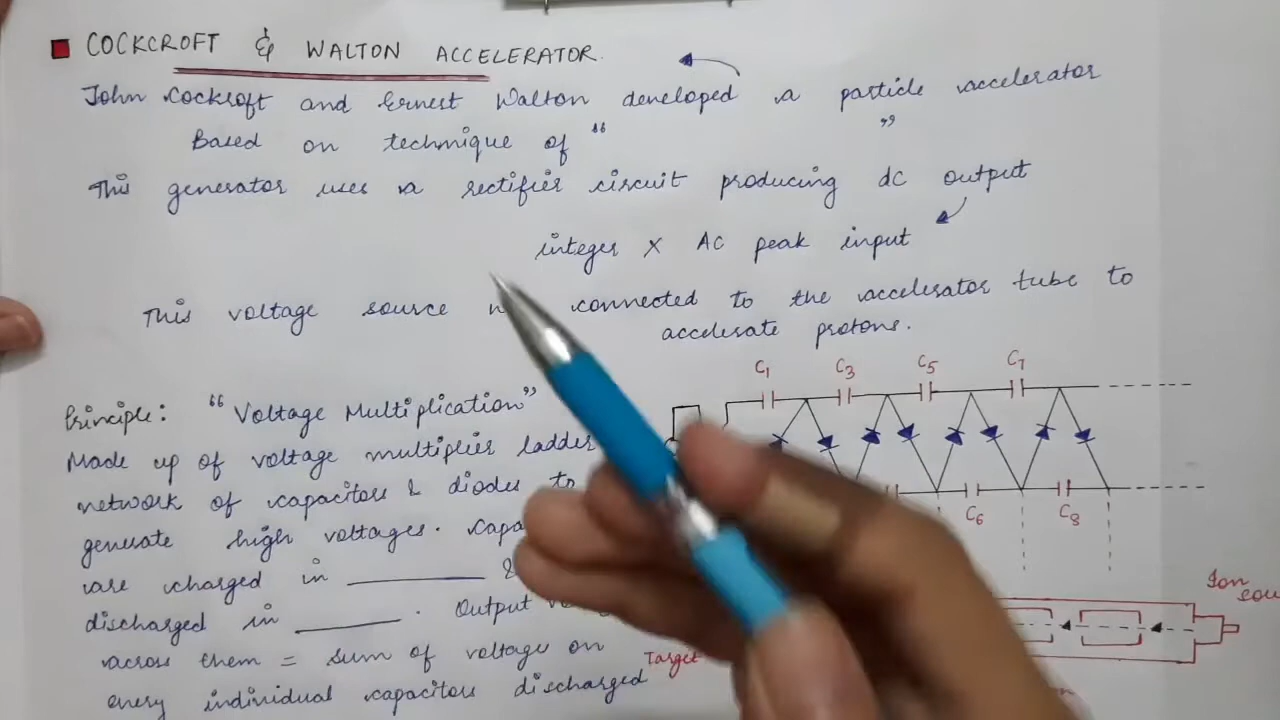 COCKCROFT & WALTON ACCELERATOR.
John Cockroft and Ernest Walton developed a particle accelerator
Based on technique of “ ”
This generator uses a rectifier circuit producing dc output
integer X AC peak input
This voltage source connected to the accelerator tube to
accelerate protons.
Principle: “Voltage Multiplication”
Made up of voltage multiplier ladder
network of capacitors & diodes to
generate high voltages.
are charged in ________ &
discharged in ________ . Output
across them = sum of voltage on
every individual capacitors discharged
C1 C3 C5 C7
C6 C8
Ion
Target